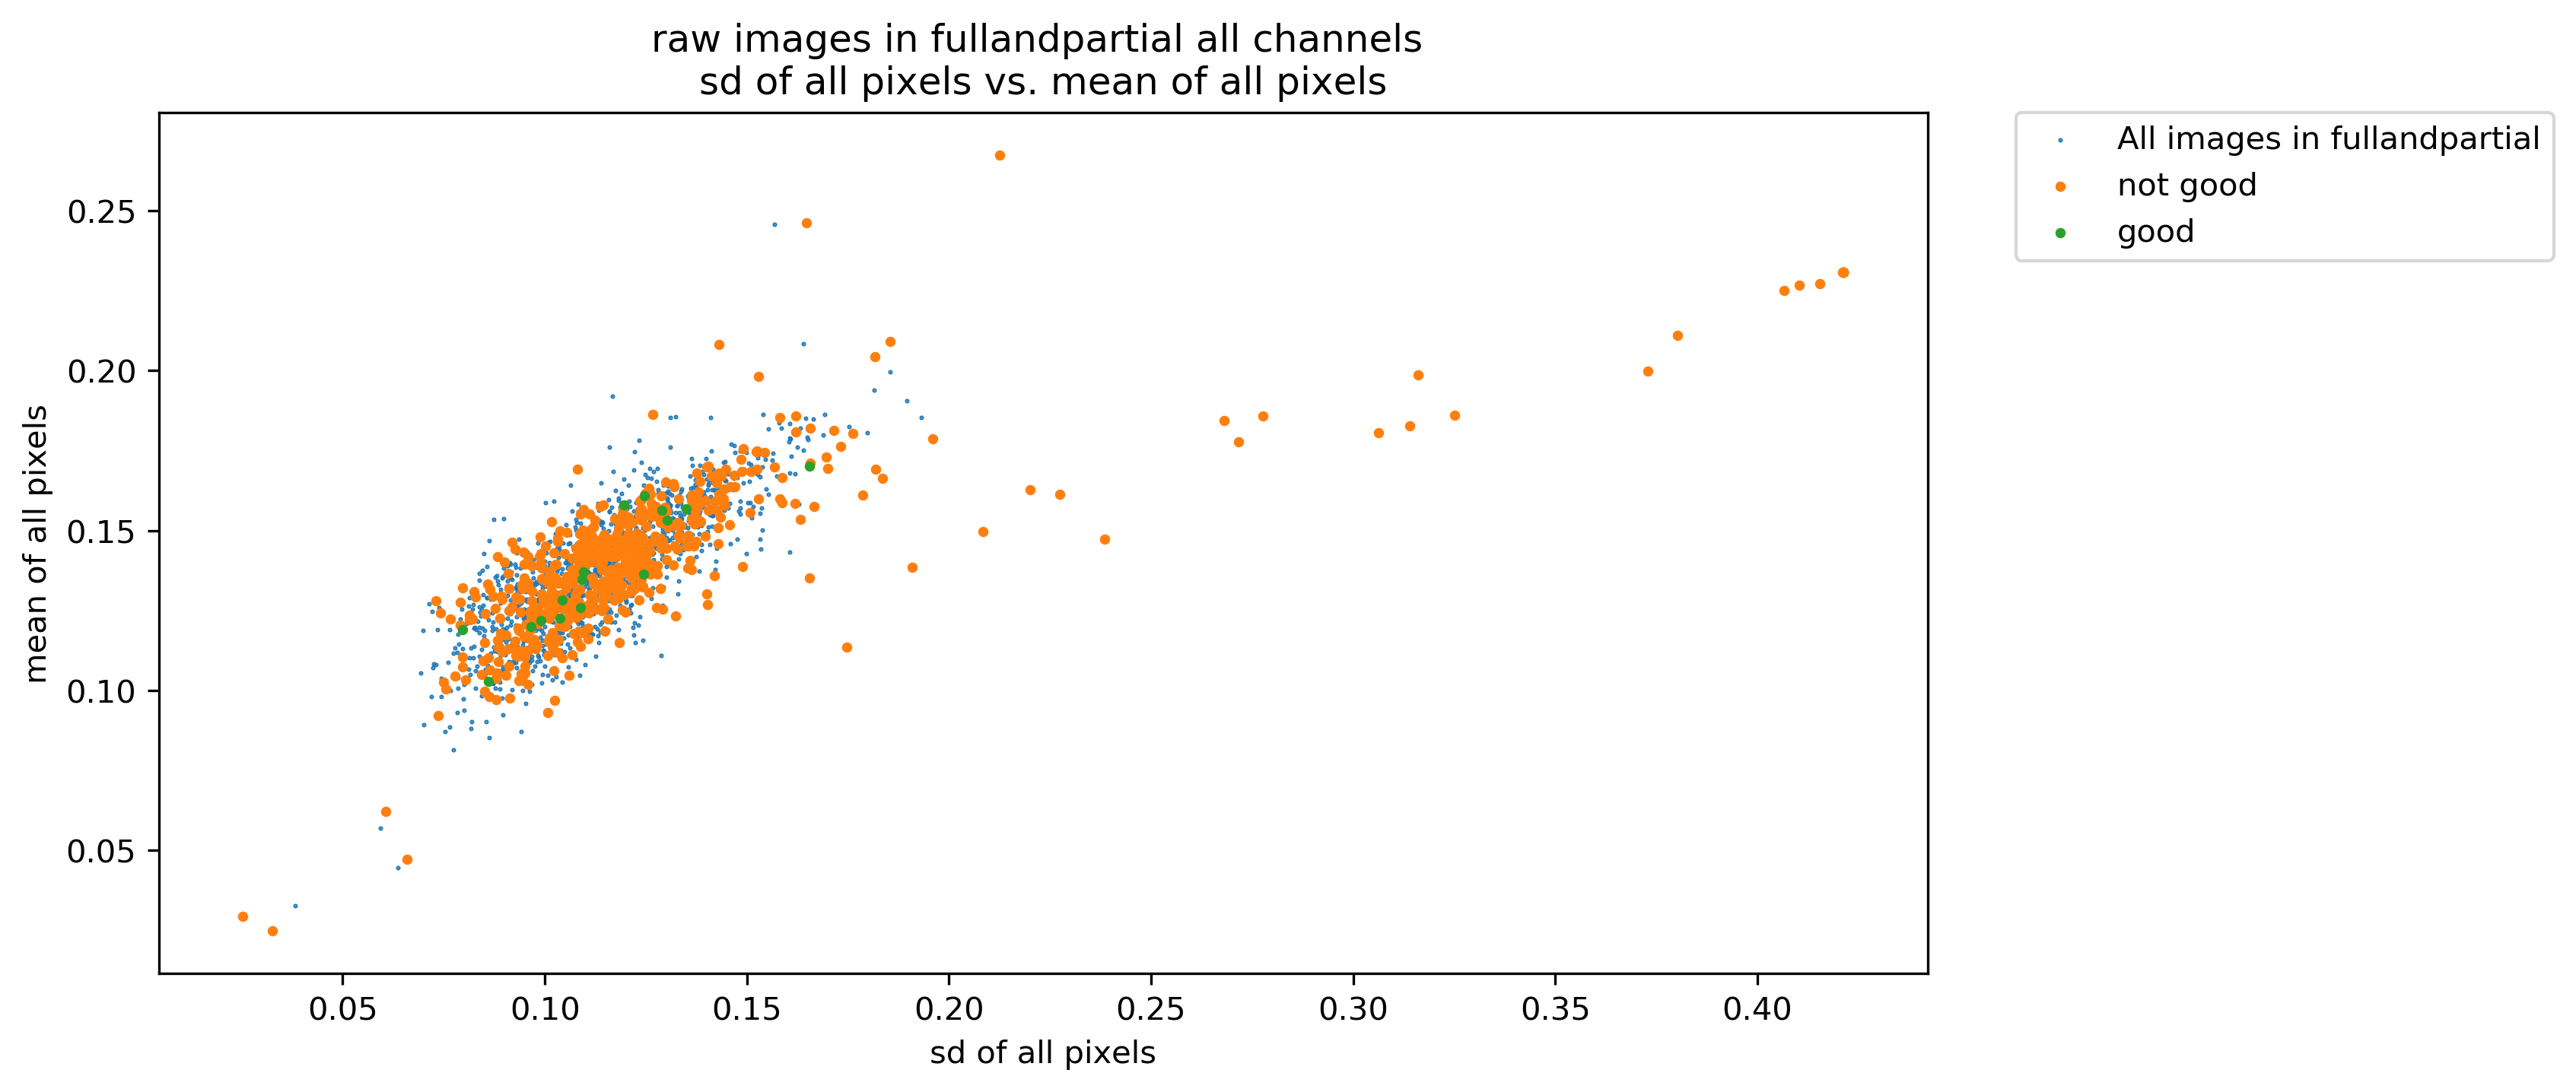 raw images in fullandpartial all channels
sd of all pixels vs. mean of all pixels
All images in fullandpartial
not good
good
mean of all pixels
0.25
0.20
0.15
0.10
0.05
0.05
0.10
0.15
0.20
0.25
0.30
0.35
0.40
sd of all pixels